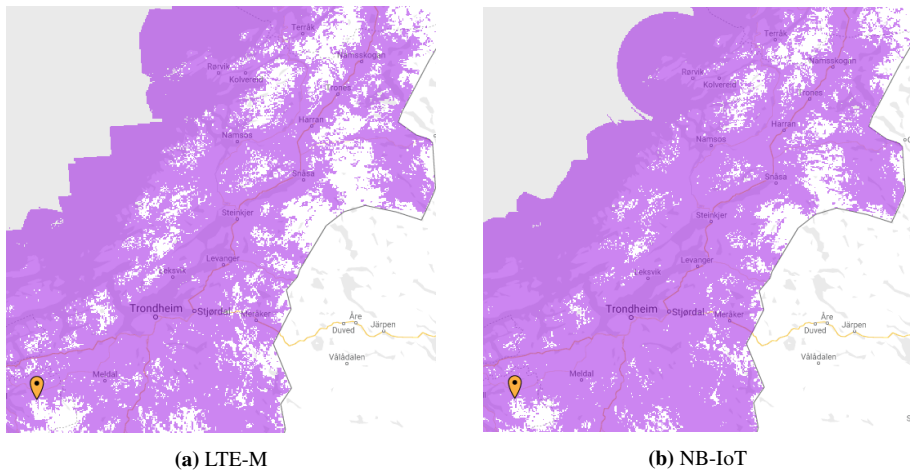 Terråk
Namsskogan
Rørvik
Kolvereid
Trones
Harran
Namsos
Snåsa
Steinkjer
Levanger
Leksvik
Trondheim
Stjørdal
Meråker
Åre
Duved
Järpen
Vålådalen
Meldal
(a) LTE-M
Terråk
Namsskogan
Rørvik
Kolvereid
Trones
Harran
Namsos
Snåsa
Steinkjer
Levanger
Leksvik
Trondheim
Stjørdal
Meråker
Åre
Duved
Järpen
Vålådalen
Meldal
(b) NB-IoT